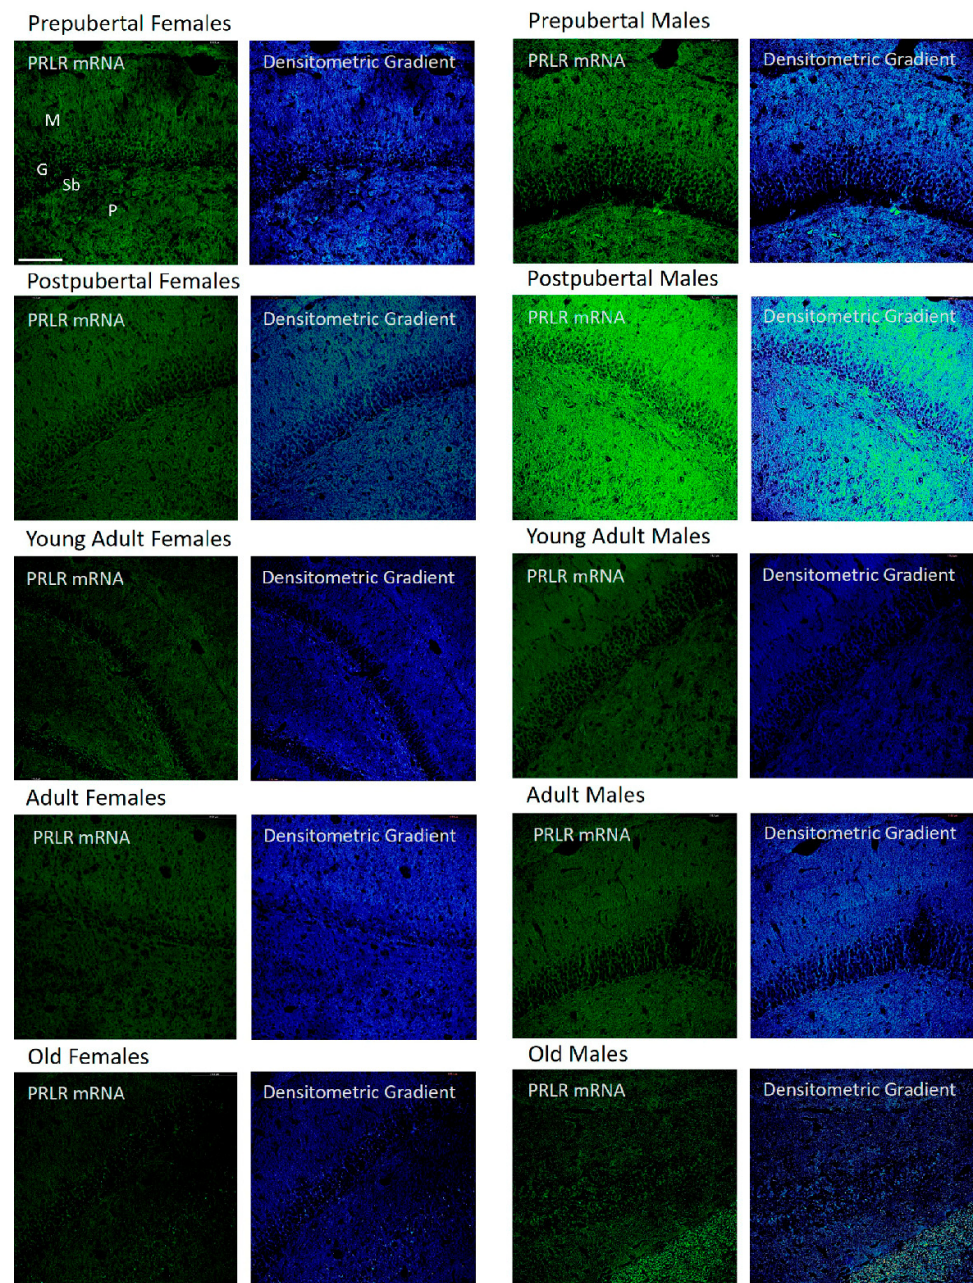 Prepubertal Females
Prepubertal Males
PRLR mRNA
Densitometric Gradient
PRLR mRNA
Densitometric Gradient
M
G
Sb
P
Postpubertal Females
Postpubertal Males
PRLR mRNA
Densitometric Gradient
PRLR mRNA
Densitometric Gradient
Young Adult Females
Young Adult Males
PRLR mRNA
Densitometric Gradient
PRLR mRNA
Densitometric Gradient
Adult Females
Adult Males
PRLR mRNA
Densitometric Gradient
PRLR mRNA
Densitometric Gradient
Old Females
Old Males
PRLR mRNA
Densitometric Gradient
PRLR mRNA
Densitometric Gradient